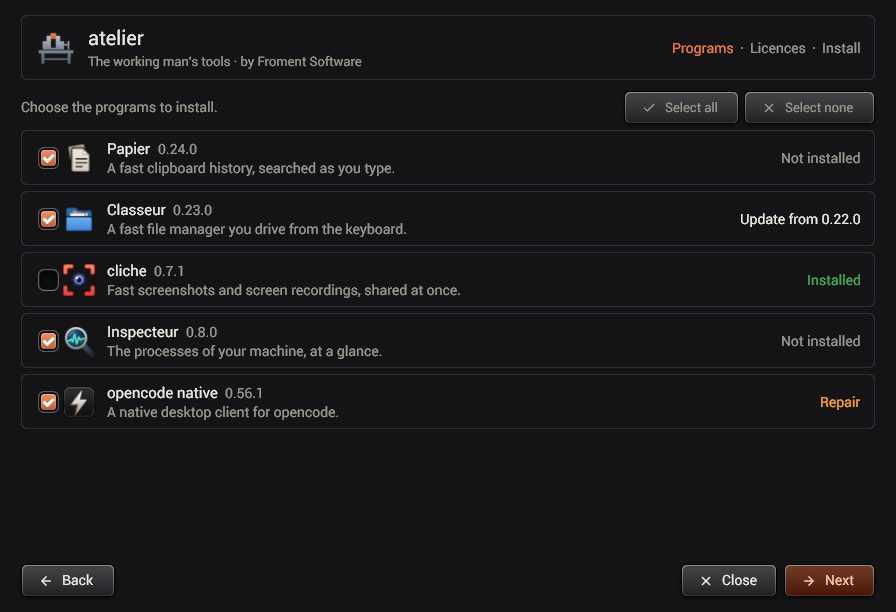 atelier
The working man's tools · by Froment Software
Programs · Licences · Install
Choose the programs to install.
Select all
Select none
Papier 0.24.0
A fast clipboard history, searched as you type.
Not installed
Classeur 0.23.0
A fast file manager you drive from the keyboard.
Update from 0.22.0
cliche 0.7.1
Fast screenshots and screen recordings, shared at once.
Installed
Inspecteur 0.8.0
The processes of your machine, at a glance.
Not installed
opencode native 0.56.1
A native desktop client for opencode.
Repair
Back
Close
Next